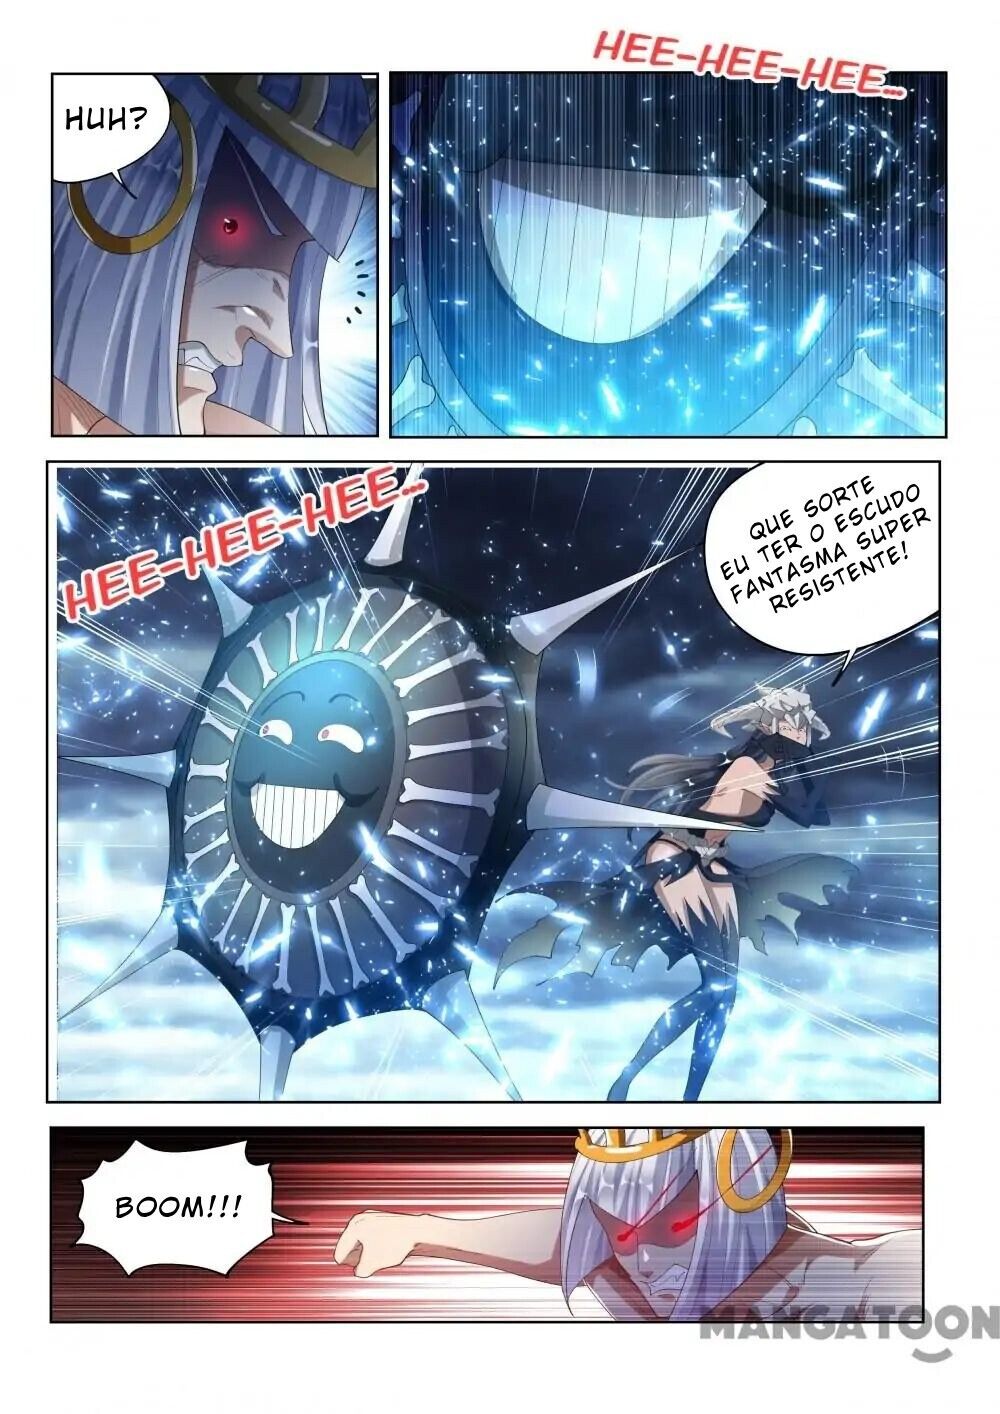 HUH?
HEE-HEE-HEE...
HEE-HEE-HEE...
QUE SORTE
EU TER O ESCUDO
FANTASMA SUPER
RESISTENTE!
BOOM!!!
MANGATOON